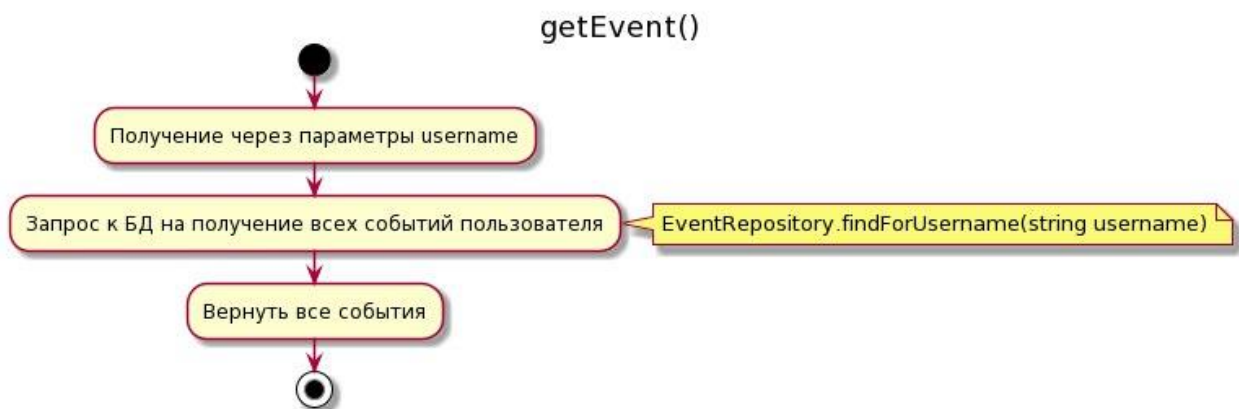 getEvent()
Получение через параметры username
Запрос к БД на получение всех событий пользователя
EventRepository.findForUsername(string username)
Вернуть все события